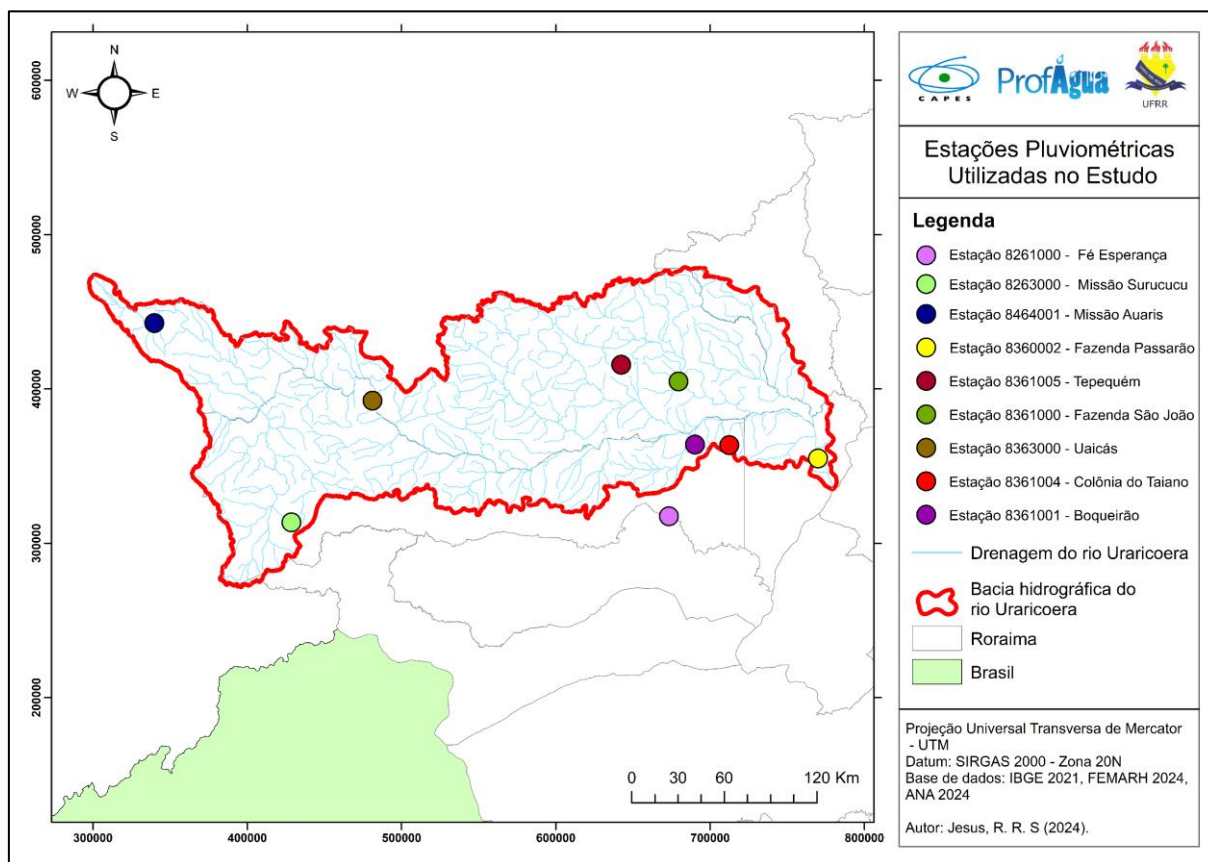 N
W
E
S
600000
500000
400000
300000
200000
300000
400000
500000
600000
700000
800000
0
30
60
120 Km
CAPES
ProfÁgua
UFRR
Estações Pluviométricas
Utilizadas no Estudo
Legenda
Estação 8261000 - Fé Esperança
Estação 8263000 - Missão Surucucu
Estação 8464001 - Missão Auaris
Estação 8360002 - Fazenda Passarão
Estação 8361005 - Tepequém
Estação 8361000 - Fazenda São João
Estação 8363000 - Uaicás
Estação 8361004 - Colônia do Taiano
Estação 8361001 - Boqueirão
Drenagem do rio Uraricoera
Bacia hidrográfica do
rio Uraricoera
Roraima
Brasil
Projeção Universal Transversa de Mercator
- UTM
Datum: SIRGAS 2000 - Zona 20N
Base de dados: IBGE 2021, FEMARH 2024,
ANA 2024
Autor: Jesus, R. R. S (2024).